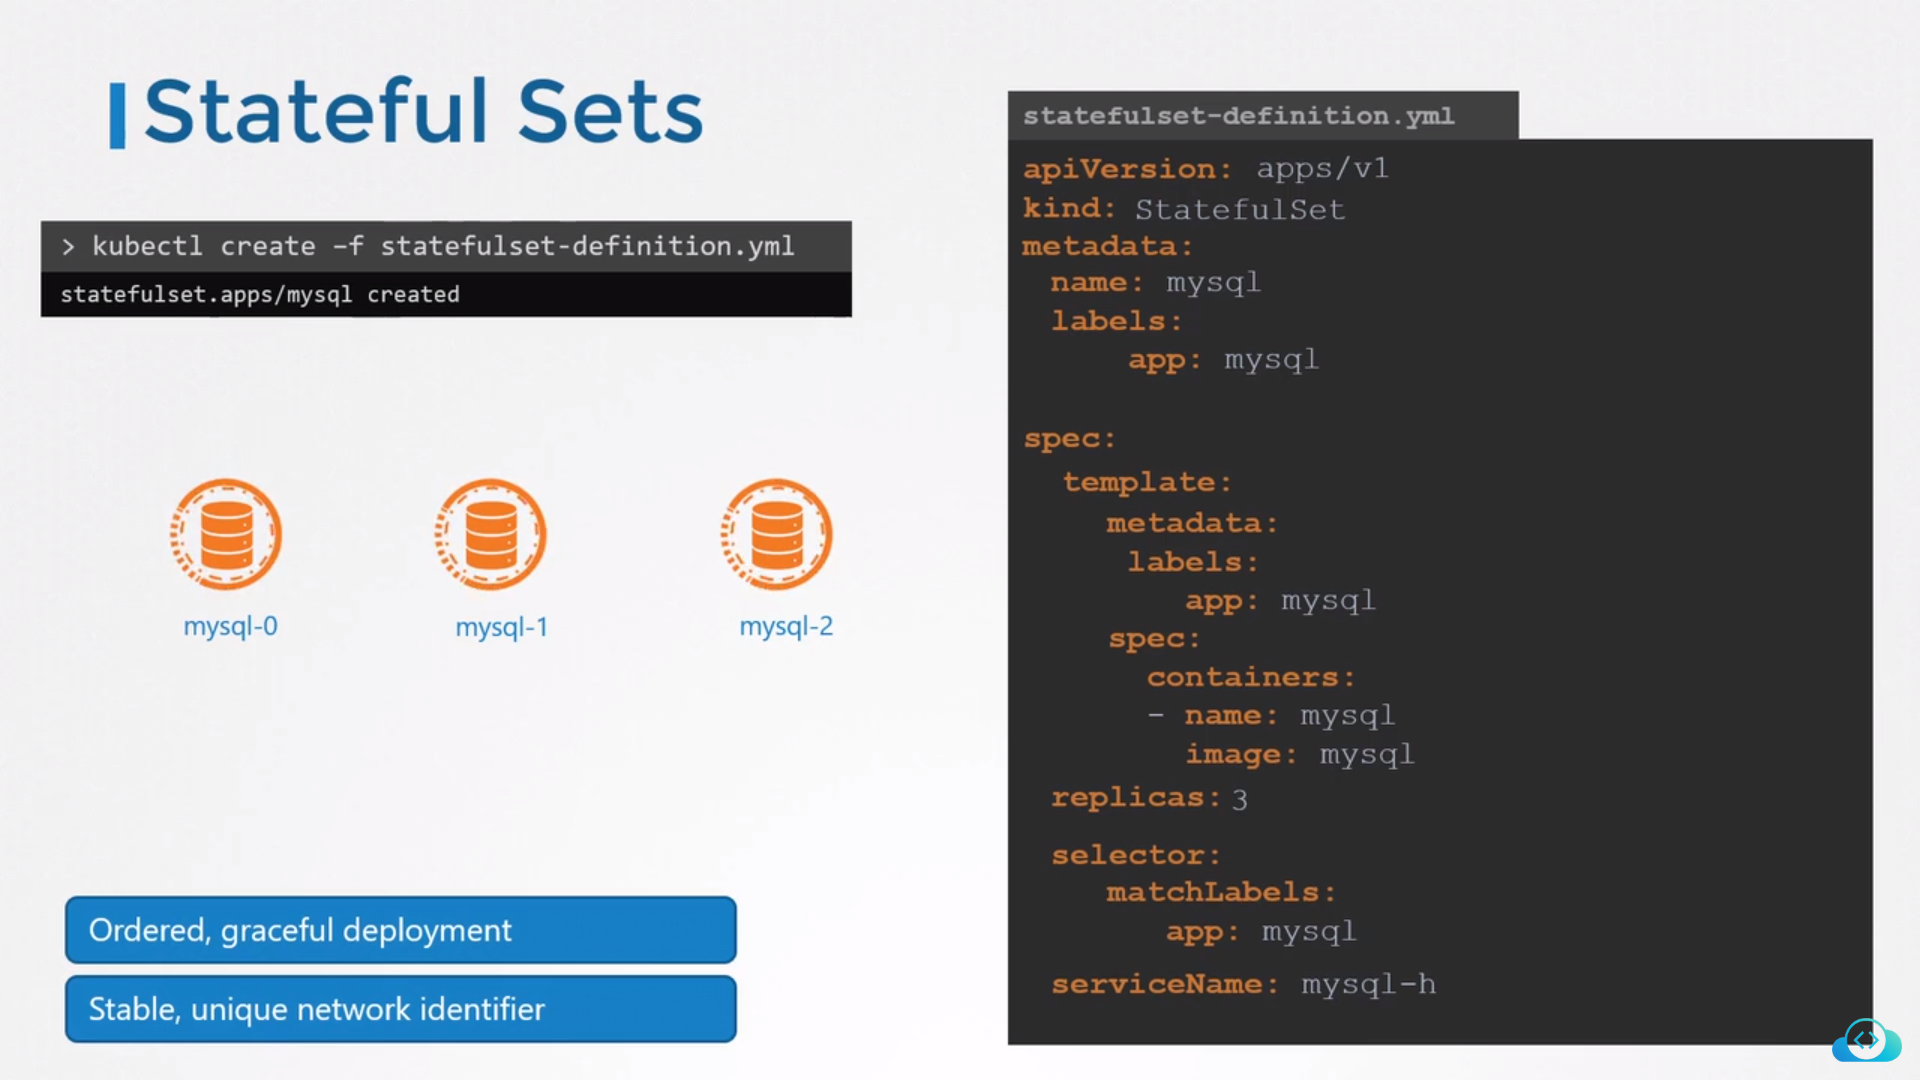 Stateful Sets
> kubectl create –f statefulset-definition.yml
statefulset.apps/mysql created
mysql-0
mysql-1
mysql-2
Ordered, graceful deployment
Stable, unique network identifier
statefulset-definition.yml
apiVersion: apps/v1
kind: StatefulSet
metadata:
  name: mysql
  labels:
      app: mysql
spec:
  template:
    metadata:
     labels:
        app: mysql
    spec:
      containers:
      - name: mysql
        image: mysql
  replicas: 3
  selector:
    matchLabels:
       app: mysql
  serviceName: mysql-h